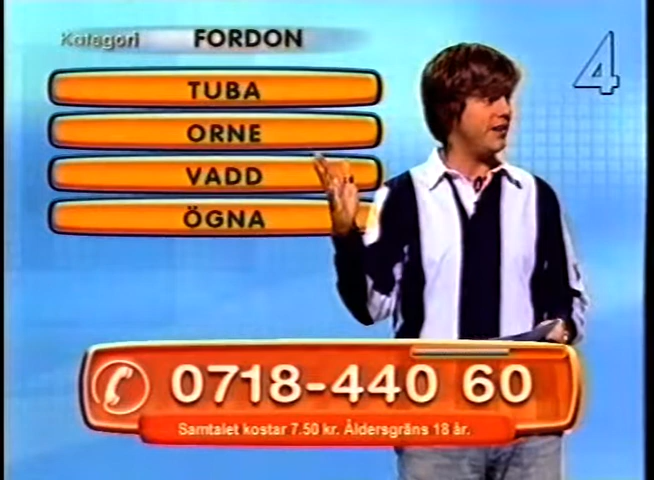 Kategori FORDON
4
TUBA
ORNE
VADD
ÖGNA
0718-440 60
Samtalet kostar 7.50 kr. Åldersgräns 18 år.